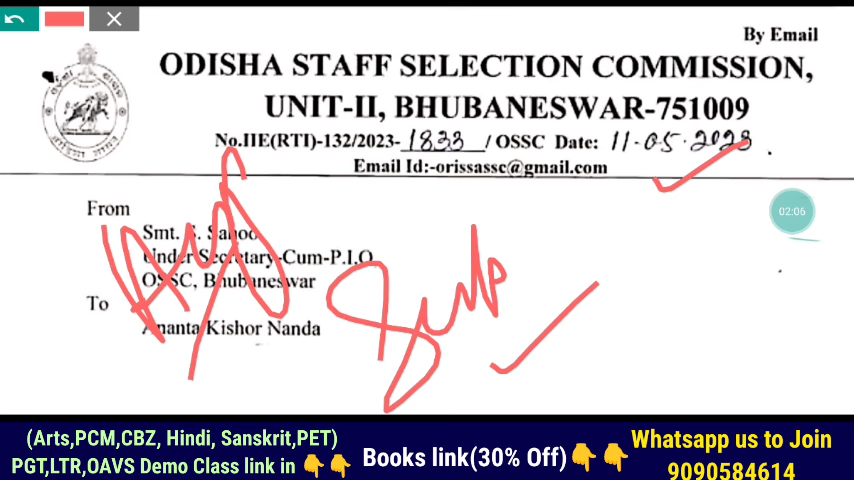 By Email
ODISHA STAFF SELECTION COMMISSION,
UNIT-II, BHUBANESWAR-751009
No.IIE(RTI)-132/2023-1833/OSSC Date: 11-05-2023.
Email Id:-orissassc@gmail.com
02:06
From
Smt. S. Sahoo
Under Secretary-Cum-P.I.O
OSSC, Bhubaneswar
To
Ananta Kishor Nanda
(Arts,PCM,CBZ, Hindi, Sanskrit,PET)
PGT,LTR,OAVS Demo Class link in 👇👇
Books link(30% Off)👇👇
Whatsapp us to Join
9090584614